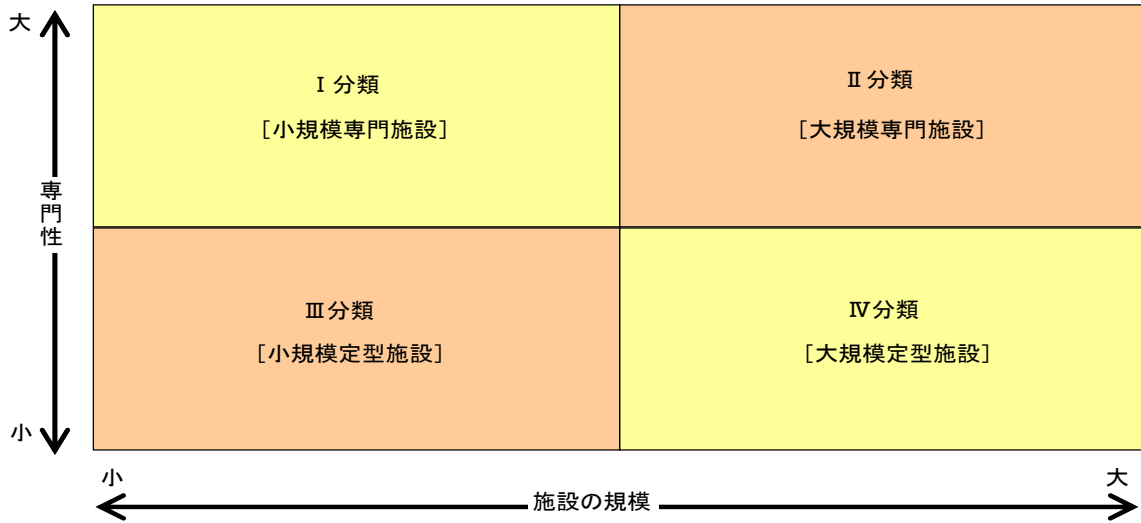 大
Ⅰ分類
[小規模専門施設]
Ⅱ分類
[大規模専門施設]
専門性
Ⅲ分類
[小規模定型施設]
Ⅳ分類
[大規模定型施設]
小
小
大
施設の規模